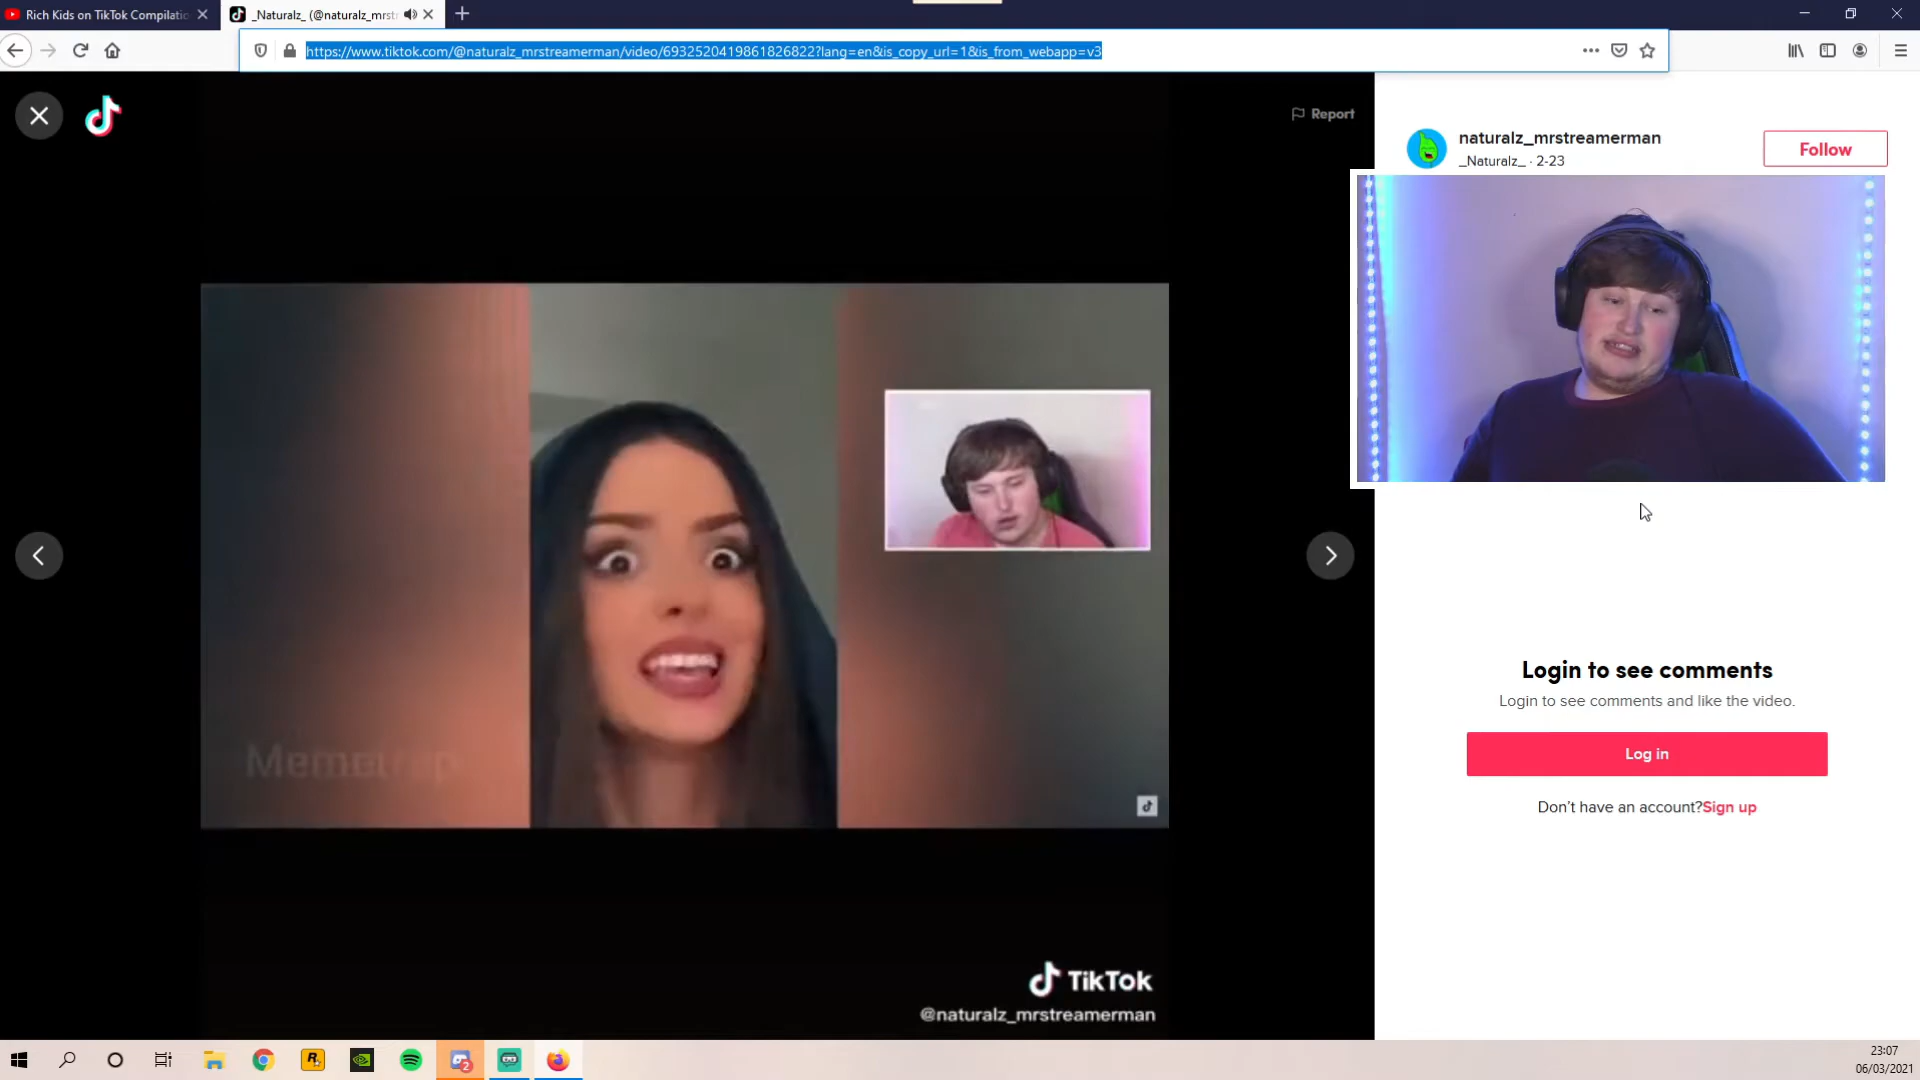 Rich Kids on TikTok Compilatio
_Naturalz_ (@naturalz_mrst
https://www.tiktok.com/@naturalz_mrstreamerman/video/6932520419861826822?lang=en&is_copy_url=1&is_from_webapp=v3
Report
naturalz_mrstreamerman
_Naturalz_ · 2-23
Follow
TikTok
@naturalz_mrstreamerman
Login to see comments
Login to see comments and like the video.
Log in
Don't have an account?Sign up
2
23:07
06/03/2021